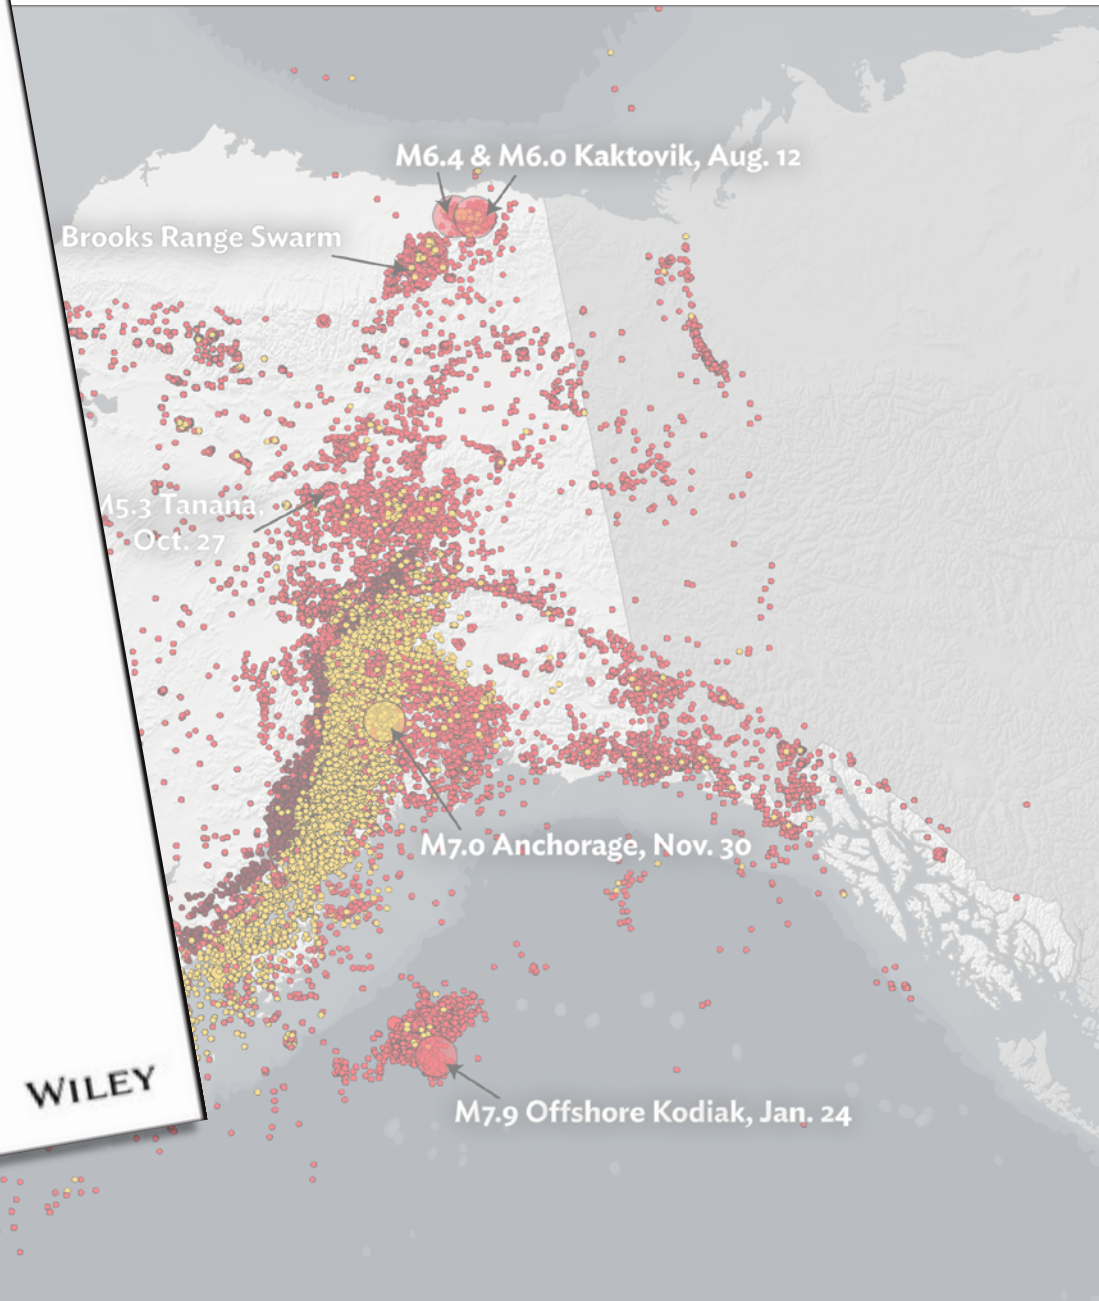 M6.4 & M6.0 Kaktovik, Aug. 12
Brooks Range Swarm
M5.3 Tanana,
Oct. 27
M7.0 Anchorage, Nov. 30
WILEY
M7.9 Offshore Kodiak, Jan. 24